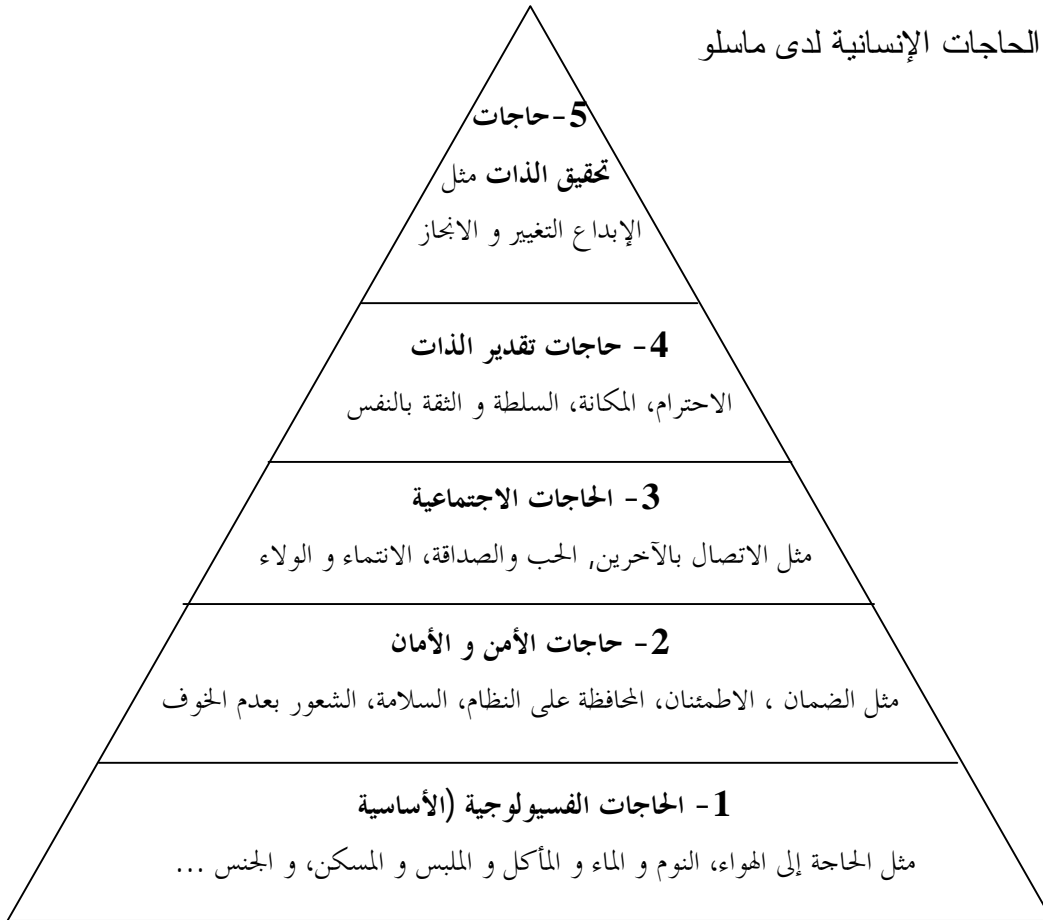 الحاجات الإنسانية لدى ماسلو
5-حاجات
تحقيق الذات مثل
الإبداع التغيير و الانجاز
4- حاجات تقدير الذات
الاحترام، المكانة، السلطة و الثقة بالنفس
3- الحاجات الاجتماعية
مثل الاتصال بالآخرين, الحب والصداقة، الانتماء و الولاء
2- حاجات الأمن و الأمان
مثل الضمان ، الاطمئنان، المحافظة على النظام، السلامة، الشعور بعدم الخوف
1- الحاجات الفسيولوجية (الأساسية
مثل الحاجة إلى الهواء، النوم و الماء و المأكل و الملبس و المسكن، و الجنس ...